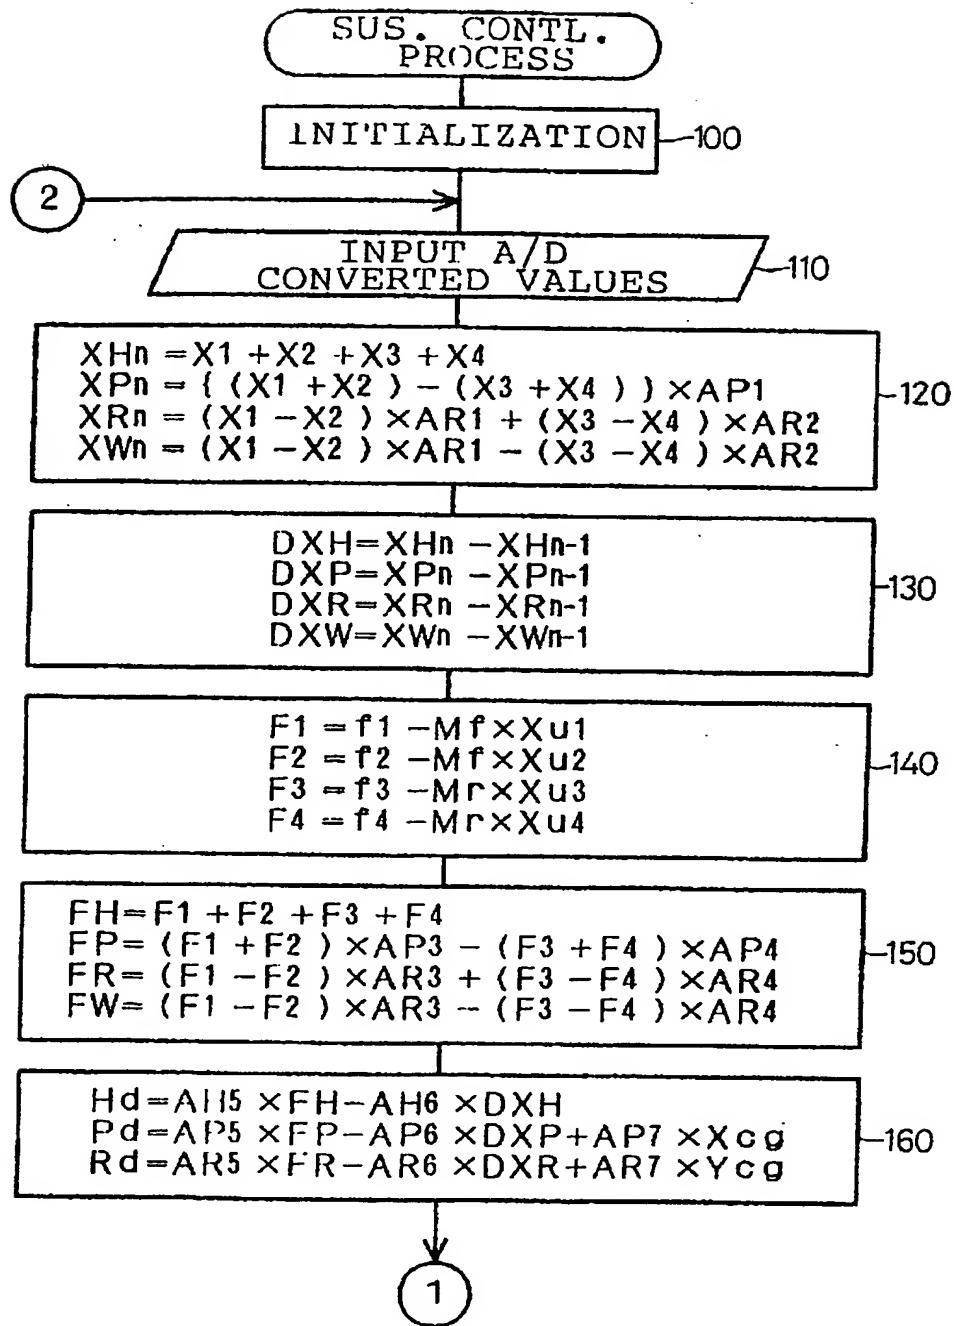 SUS. CONTL.
PROCESS
INITIALIZATION
100
2
INPUT A/D
CONVERTED VALUES
110
XHn =X1 +X2 +X3 +X4
XPn = { (X1 +X2 ) - (X3 +X4 ) } ×AP1
XRn = (X1 -X2 ) ×AR1 + (X3 -X4 ) ×AR2
XWn = (X1 -X2 ) ×AR1 - (X3 -X4 ) ×AR2
120
DXH=XHn -XHn-1
DXP=XPn -XPn-1
DXR=XRn -XRn-1
DXW=XWn -XWn-1
130
F1 =f1 -Mf×Xu1
F2 =f2 -Mf×Xu2
F3 =f3 -Mr×Xu3
F4 =f4 -Mr×Xu4
140
FH=F1 +F2 +F3 +F4
FP= (F1 +F2 ) ×AP3 - (F3 +F4 ) ×AP4
FR= (F1 -F2 ) ×AR3 + (F3 -F4 ) ×AR4
FW= (F1 -F2 ) ×AR3 - (F3 -F4 ) ×AR4
150
Hd=AH5 ×FH-AH6 ×DXH
Pd=AP5 ×FP-AP6 ×DXP+AP7 ×Xcg
Rd=AR5 ×FR-AR6 ×DXR+AR7 ×Ycg
160
1